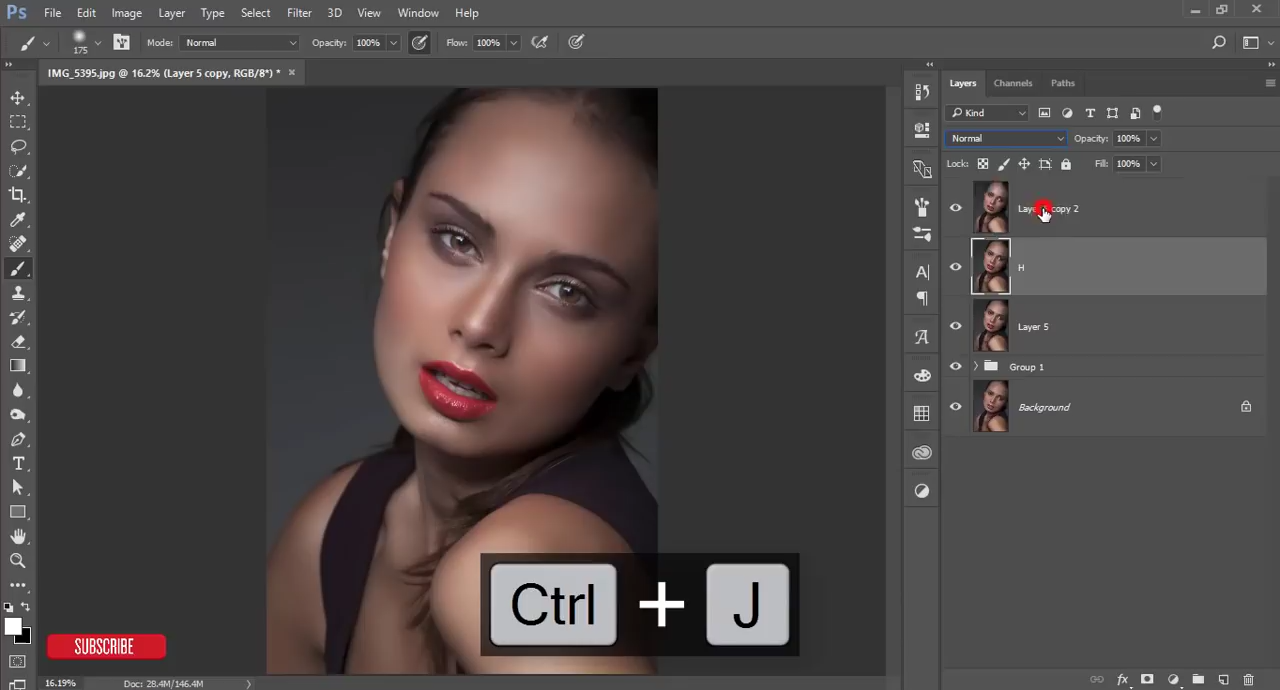 Ps File Edit Image Layer Type Select Filter 3D View Window Help
175 Mode: Normal Opacity: 100% Flow: 100%
IMG_5395.jpg @ 16.2% (Layer 5 copy, RGB/8*) * ×
Layers Channels Paths
Kind
Normal Opacity: 100%
Lock: Fill: 100%
copy 2
H
Layer 5
Group 1
Background
Ctrl + J
SUBSCRIBE
16.19% Doc: 28.4M/146.4M
fx